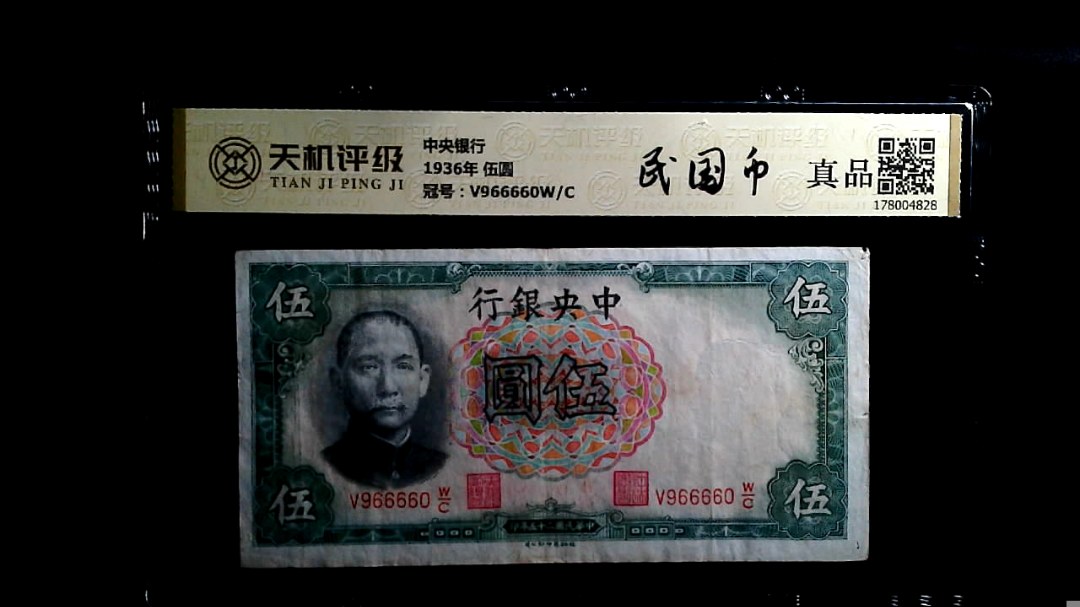 天机评级
TIAN JI PING JI
中央银行
1936年 伍圆
冠号：V966660W/C
民国币
真品
178004828
伍
行銀央中
伍
圓伍
伍
V966660 W/C
V966660 W/C
伍